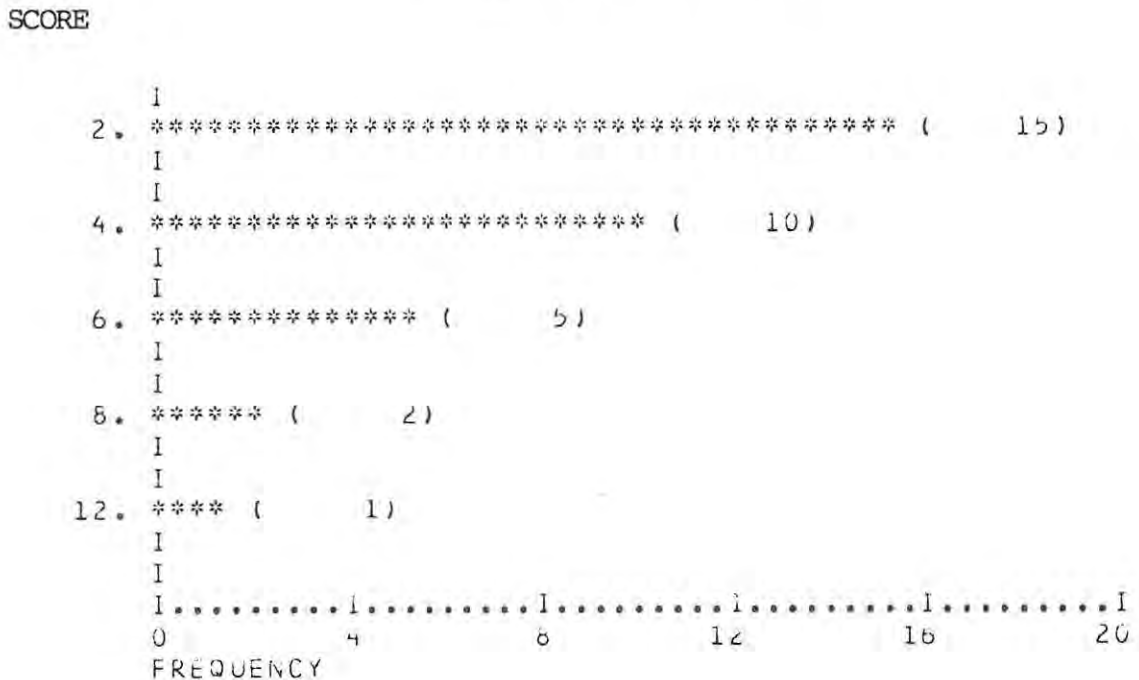 SCORE
I
2. *************************************** ( 15)
I
I
4. ************************** ( 10)
I
I
6. ************** ( 5)
I
I
8. ****** ( 2)
I
I
12. **** ( 1)
I
I
I.........I.........I.........I.........I.........I
0 4 8 12 16 20
FREQUENCY